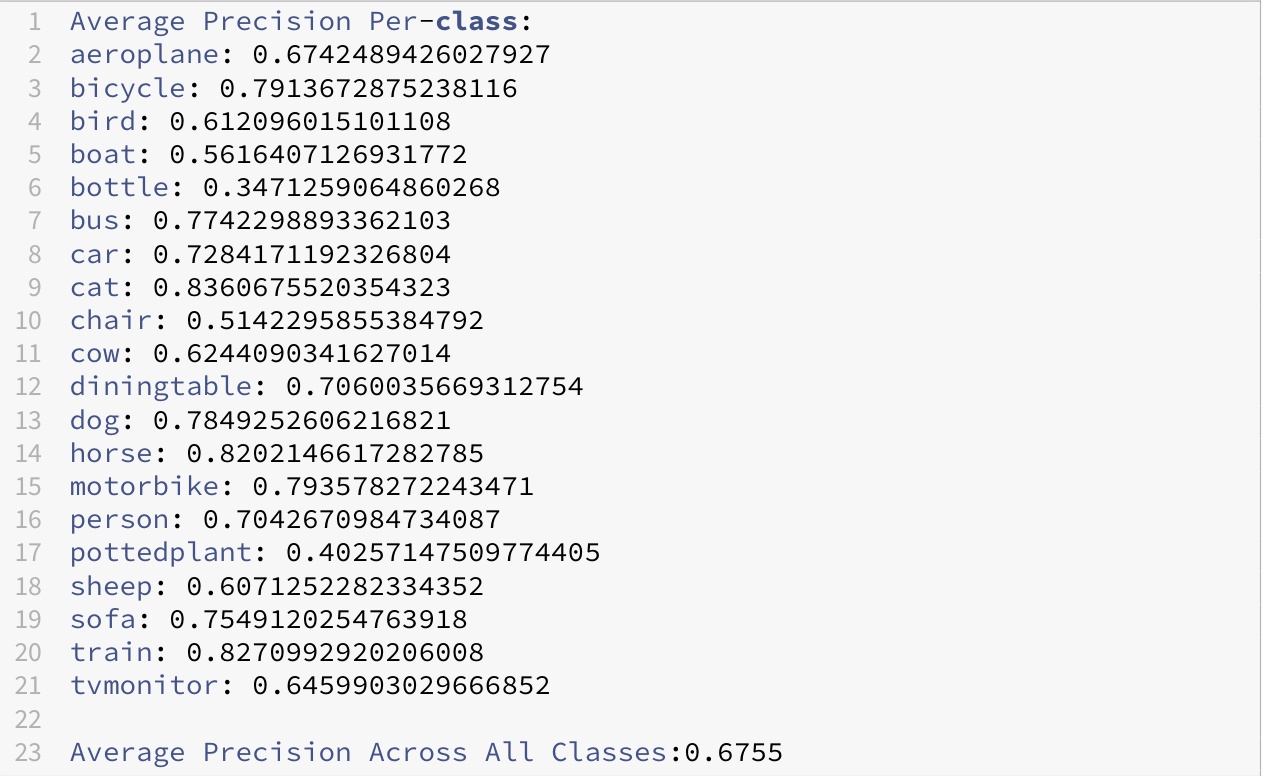 1 Average Precision Per-class:
2 aeroplane: 0.6742489426027927
3 bicycle: 0.7913672875238116
4 bird: 0.612096015101108
5 boat: 0.5616407126931772
6 bottle: 0.3471259064860268
7 bus: 0.7742298893362103
8 car: 0.7284171192326804
9 cat: 0.8360675520354323
10 chair: 0.5142295855384792
11 cow: 0.6244090341627014
12 diningtable: 0.7060035669312754
13 dog: 0.7849252606216821
14 horse: 0.8202146617282785
15 motorbike: 0.793578272243471
16 person: 0.7042670984734087
17 pottedplant: 0.40257147509774405
18 sheep: 0.6071252282334352
19 sofa: 0.7549120254763918
20 train: 0.8270992920206008
21 tvmonitor: 0.6459903029666852
22
23 Average Precision Across All Classes:0.6755